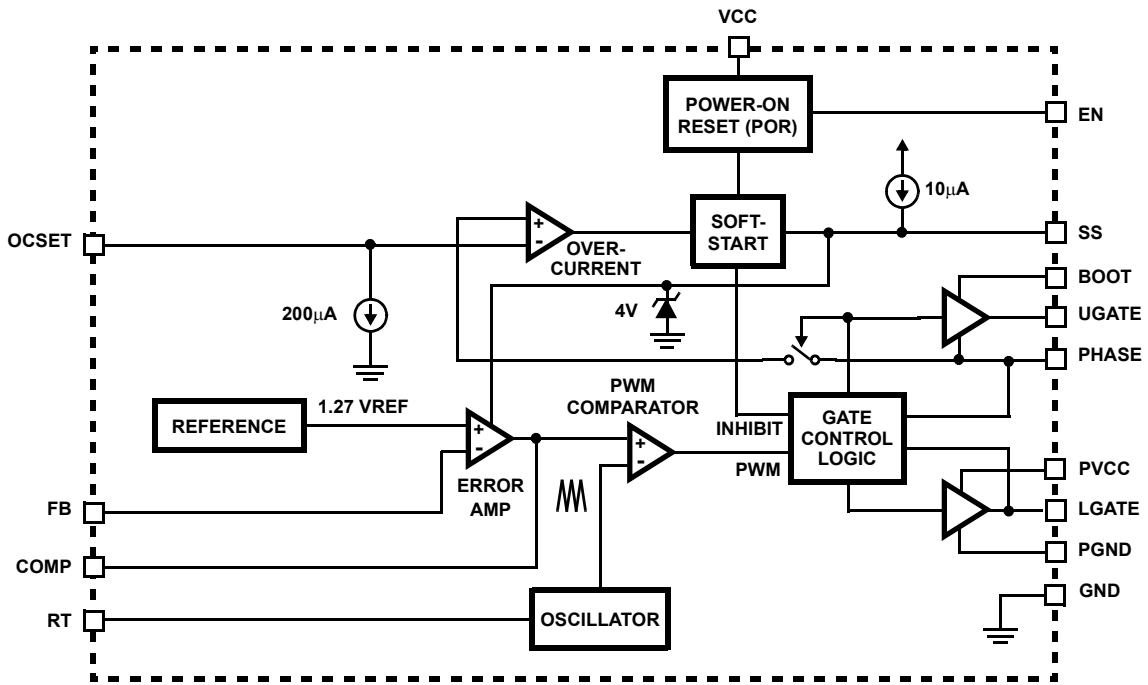 VCC
POWER-ON
RESET (POR)
EN
10µA
OCSET
+
-
OVER-
CURRENT
SOFT-
START
SS
BOOT
200µA
4V
UGATE
PHASE
PWM
COMPARATOR
1.27 VREF
REFERENCE
+
-
ERROR
AMP
+
-
INHIBIT
PWM
GATE
CONTROL
LOGIC
PVCC
FB
LGATE
COMP
PGND
GND
RT
OSCILLATOR